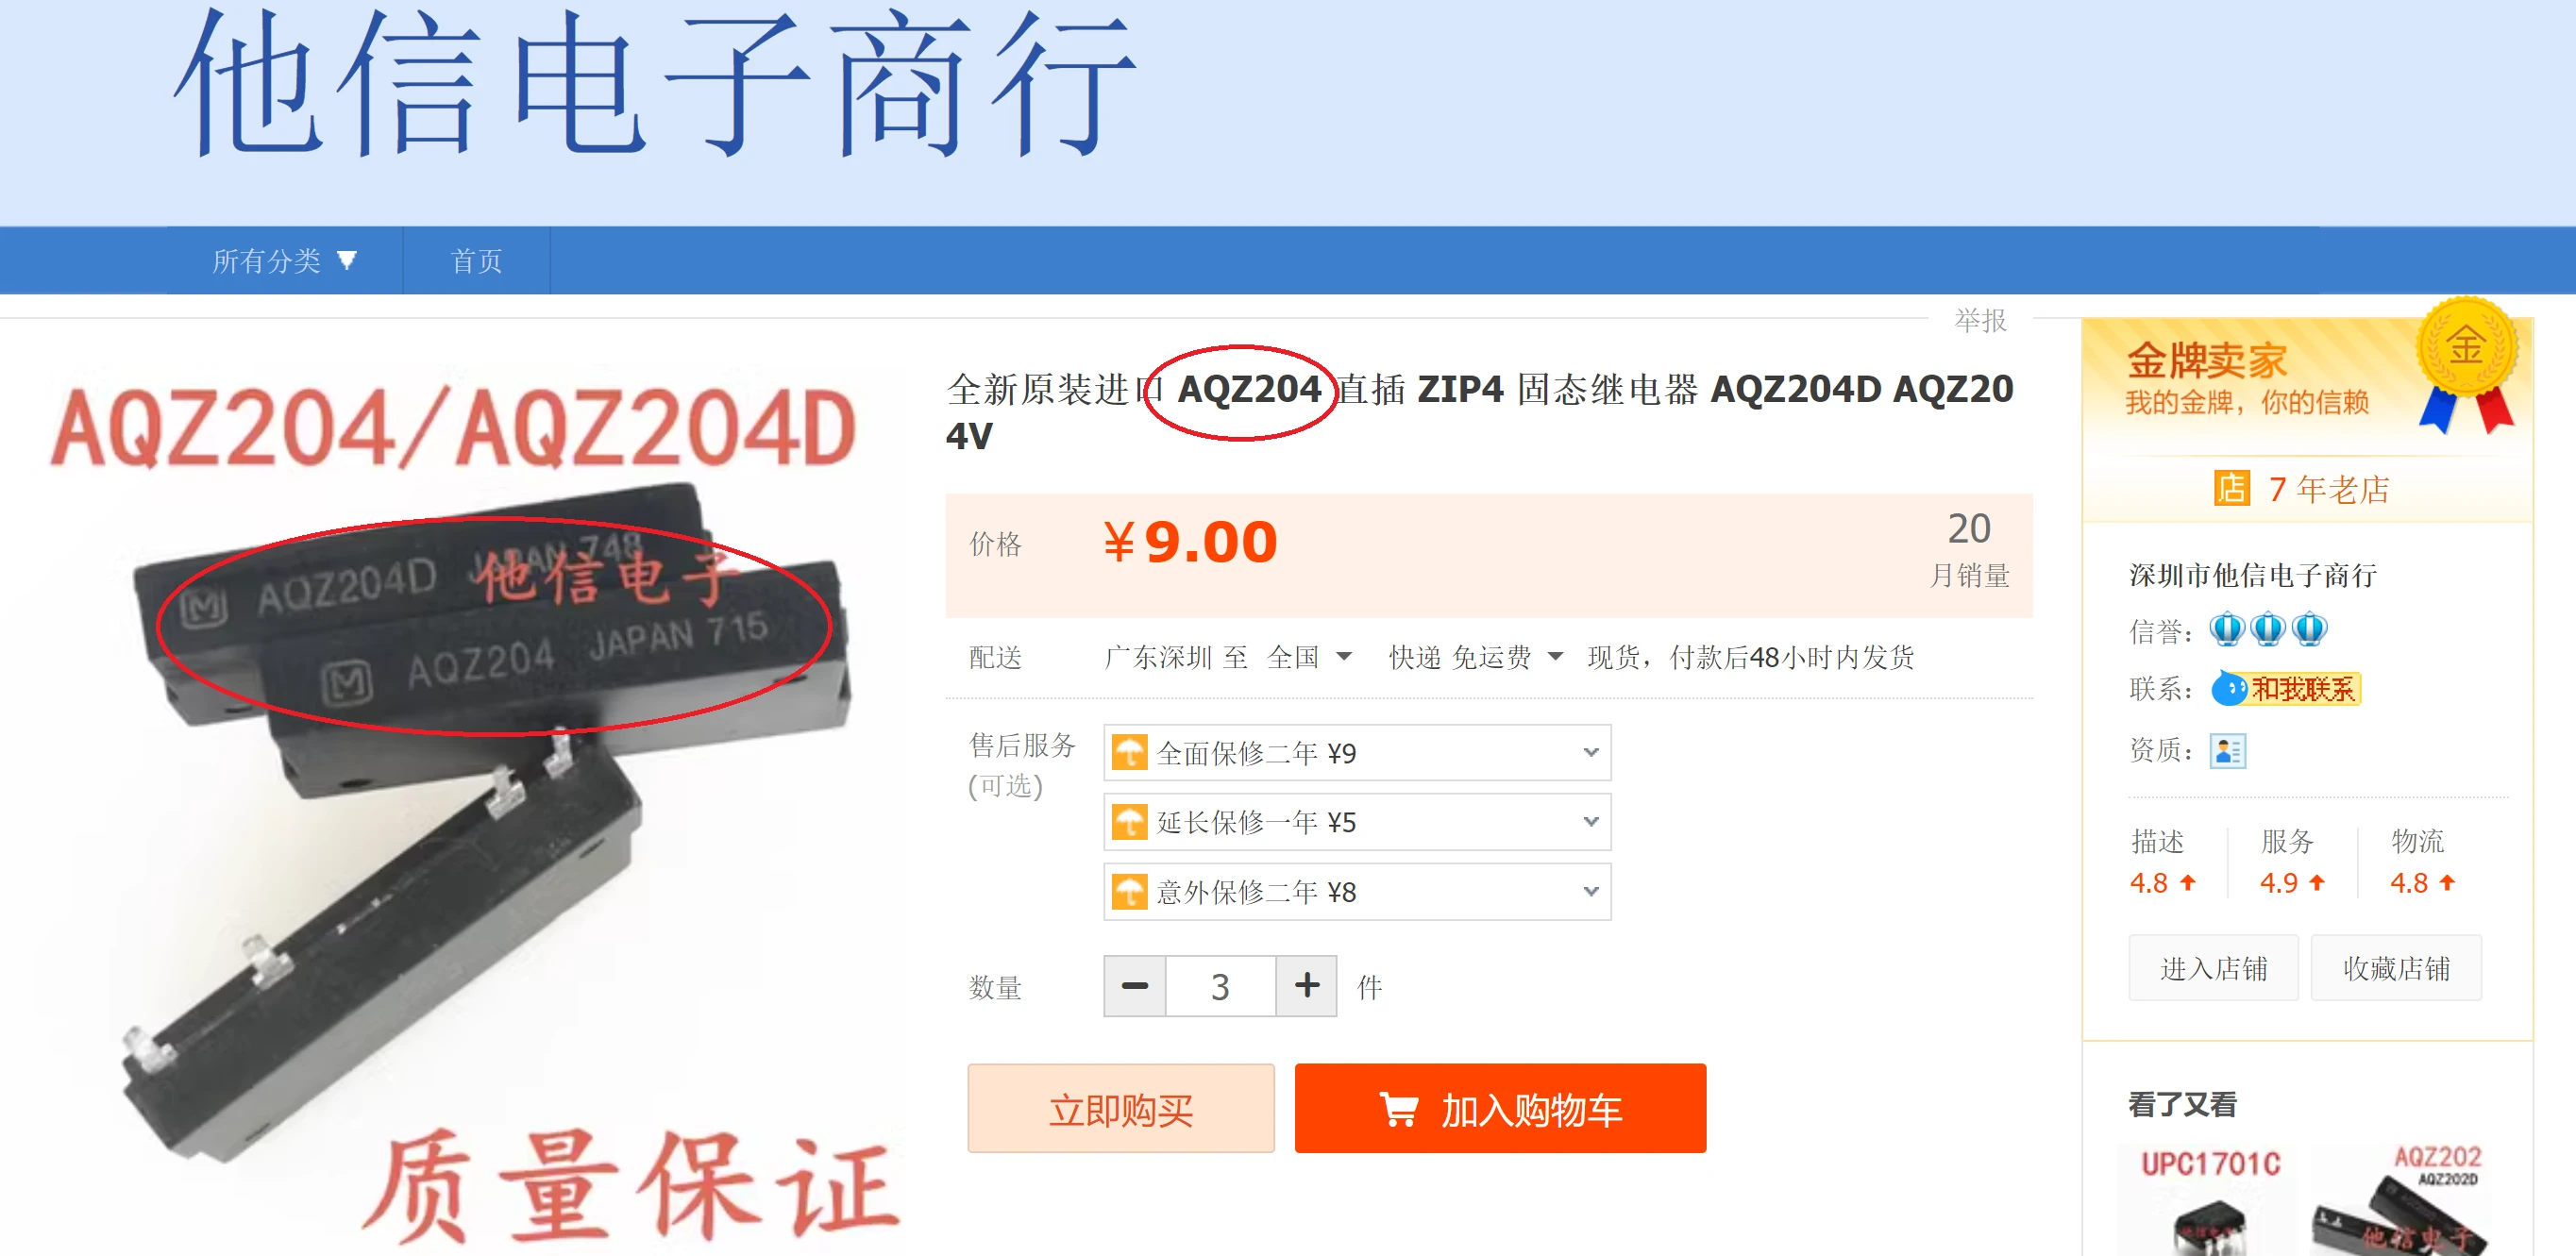 他信电子商行
所有分类
首页
举报
AQZ204/AQZ204D
AQZ204D JAPAN 748
他信电子
AQZ204 JAPAN 715
质量保证
全新原装进口 AQZ204 直插 ZIP4 固态继电器 AQZ204D AQZ20
4V
价格 ¥9.00
20
月销量
配送 广东深圳 至 全国 快递 免运费 现货，付款后48小时内发货
售后服务
(可选)
全面保修二年 ¥9
延长保修一年 ¥5
意外保修二年 ¥8
数量 3 件
立即购买 加入购物车
金牌卖家
金
我的金牌，你的信赖
店 7 年老店
深圳市他信电子商行
信誉：
联系： 和我联系
资质：
描述 服务 物流
4.8 4.9 4.8
进入店铺 收藏店铺
看了又看
UPC1701C
AQZ202
AQZ202D
他信电子